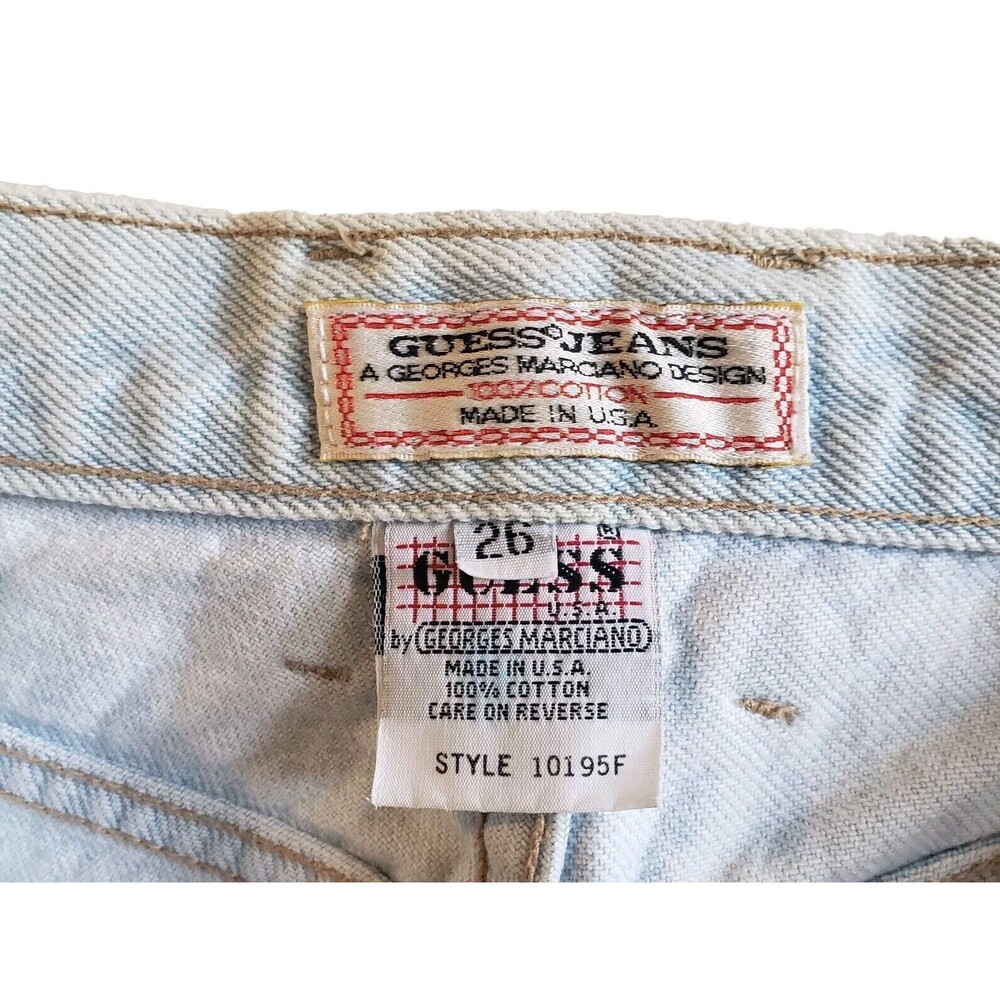 GUESS® JEANS
A GEORGES MARCIANO DESIGN
100% COTTON
MADE IN U.S.A.
26
®
GUESS
U.S.A.
by GEORGES MARCIANO
MADE IN U.S.A.
100% COTTON
CARE ON REVERSE
STYLE 10195F